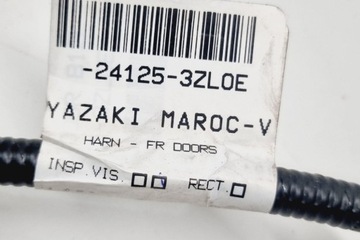 -24125-3ZL0E
YAZAKI MAROC-V
HARN - FR DOORS
INSP.VIS. RECT.